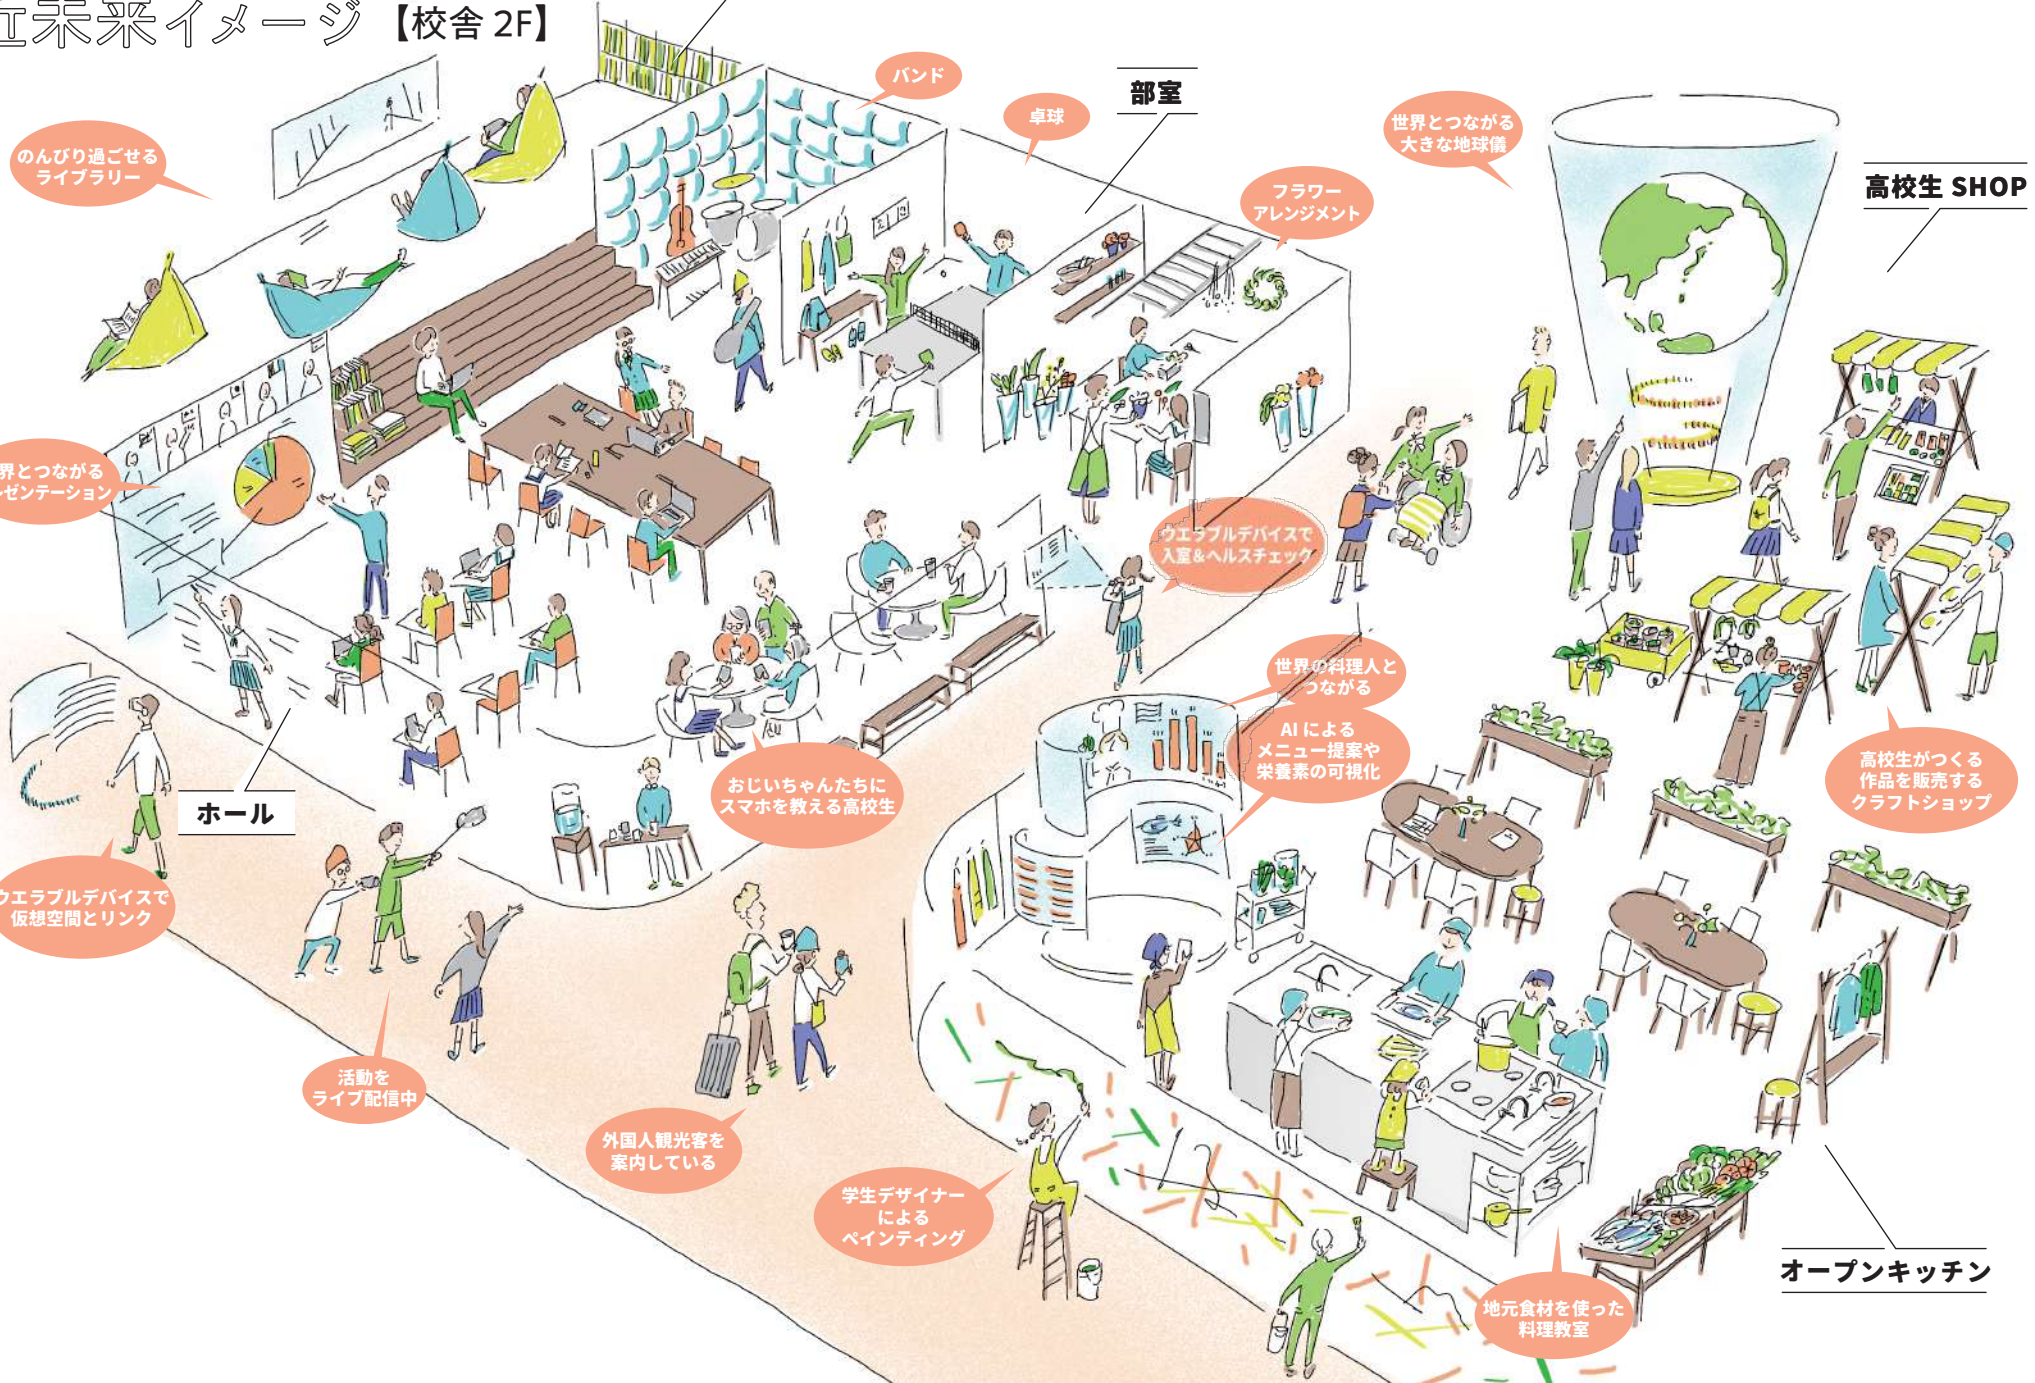 近未来イメージ【校舎 2F】
バンド
卓球
部室
世界とつながる
大きな地球儀
高校生 SHOP
のんびり過ごせる
ライブラリー
フラワー
アレンジメント
界とつながる
レゼンテーション
ウエラブルデバイスで
入室&ヘルスチェック
世界の料理人と
つながる
AI による
メニュー提案や
栄養素の可視化
おじいちゃんたちに
スマホを教える高校生
高校生がつくる
作品を販売する
クラフトショップ
ホール
ウエラブルデバイスで
仮想空間とリンク
活動を
ライブ配信中
外国人観光客を
案内している
学生デザイナー
による
ペインティング
オープンキッチン
地元食材を使った
料理教室